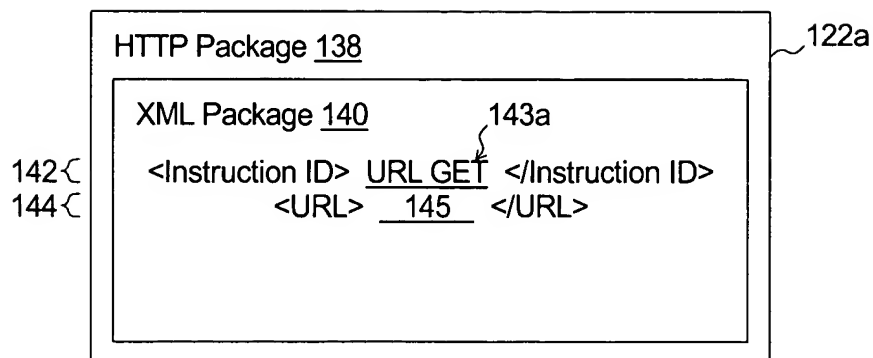 HTTP Package 138
122a
XML Package 140
143a
142 <Instruction ID> URL GET </Instruction ID>
144 <URL> 145 </URL>